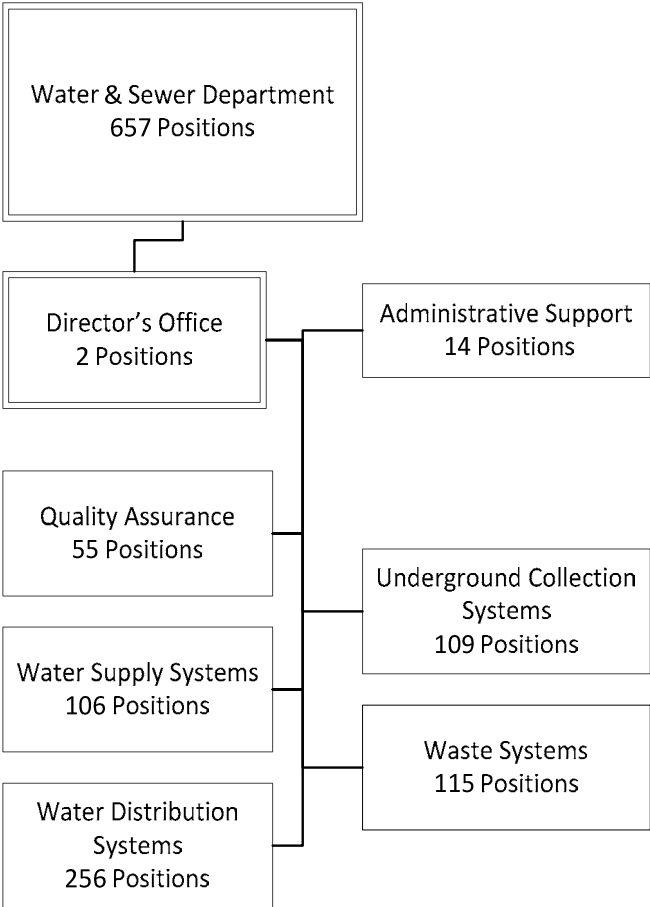 Water & Sewer Department
657 Positions
Director's Office
2 Positions
Administrative Support
14 Positions
Quality Assurance
55 Positions
Underground Collection
Systems
109 Positions
Water Supply Systems
106 Positions
Waste Systems
115 Positions
Water Distribution
Systems
256 Positions